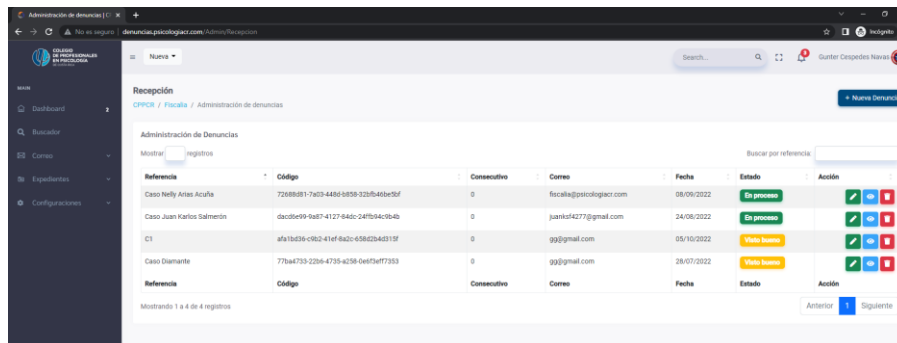 Administración de denuncias | C
No es seguro | denuncias.psicologiacr.com/Admin/Recepcion
Incógnito
COLEGIO
DE PROFESIONALES
EN PSICOLOGÍA
Nueva
Search...
Gunter Cespedes Navas
MAIN
Dashboard 2
Buscador
Correo
Expedientes
Configuraciones
Recepción
CPPCR / Fiscalía / Administración de denuncias
+ Nueva Denunci
Administración de Denuncias
Mostrar registros
Buscar por referencia:
Referencia Código Consecutivo Correo Fecha Estado Acción
Caso Nelly Arias Acuña 72688d81-7a03-448d-b858-32bfb46be5bf 0 fiscalia@psicologiacr.com 08/09/2022 En proceso
Caso Juan Karlos Salmerón dacd6e99-9a87-4127-84dc-24ffb94c9b4b 0 juanksf4277@gmail.com 24/08/2022 En proceso
C1 afa1bd36-c9b2-41ef-8a2c-658d2b4d315f 0 gg@gmail.com 05/10/2022 Visto bueno
Caso Diamante 77ba4733-22b6-4735-a258-0e6f3eff7353 0 gg@gmail.com 28/07/2022 Visto bueno
Referencia Código Consecutivo Correo Fecha Estado Acción
Mostrando 1 a 4 de 4 registros
Anterior 1 Siguiente